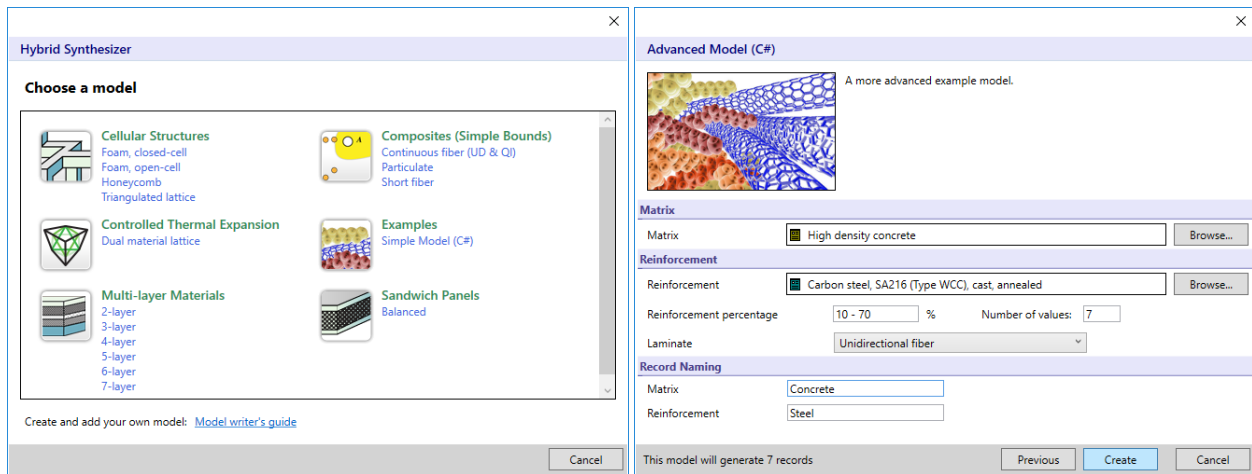 Hybrid Synthesizer
Choose a model
Cellular Structures
Foam, closed-cell
Foam, open-cell
Honeycomb
Triangulated lattice
Composites (Simple Bounds)
Continuous fiber (UD & QI)
Particulate
Short fiber
Controlled Thermal Expansion
Dual material lattice
Examples
Simple Model (C#)
Multi-layer Materials
2-layer
3-layer
4-layer
5-layer
6-layer
7-layer
Sandwich Panels
Balanced
Create and add your own model: Model writer's guide
Cancel
Advanced Model (C#)
A more advanced example model.
Matrix
Matrix High density concrete Browse...
Reinforcement
Reinforcement Carbon steel, SA216 (Type WCC), cast, annealed Browse...
Reinforcement percentage 10 - 70 % Number of values: 7
Laminate Unidirectional fiber
Record Naming
Matrix Concrete
Reinforcement Steel
This model will generate 7 records Previous Create Cancel